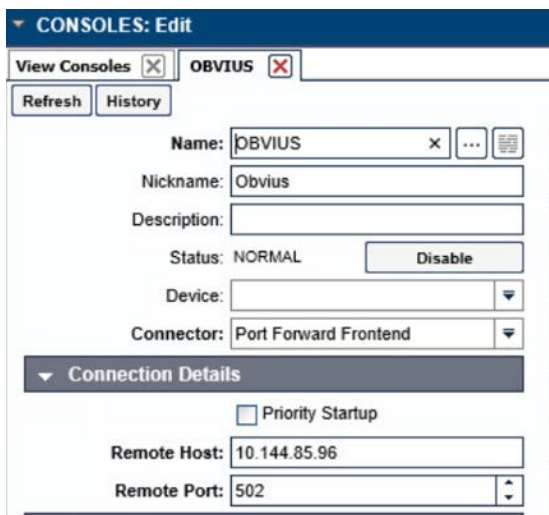 CONSOLES: Edit
View Consoles OBVIUS
Refresh History
Name: OBVIUS × ...
Nickname: Obvius
Description:
Status: NORMAL Disable
Device:
Connector: Port Forward Frontend
Connection Details
Priority Startup
Remote Host: 10.144.85.96
Remote Port: 502